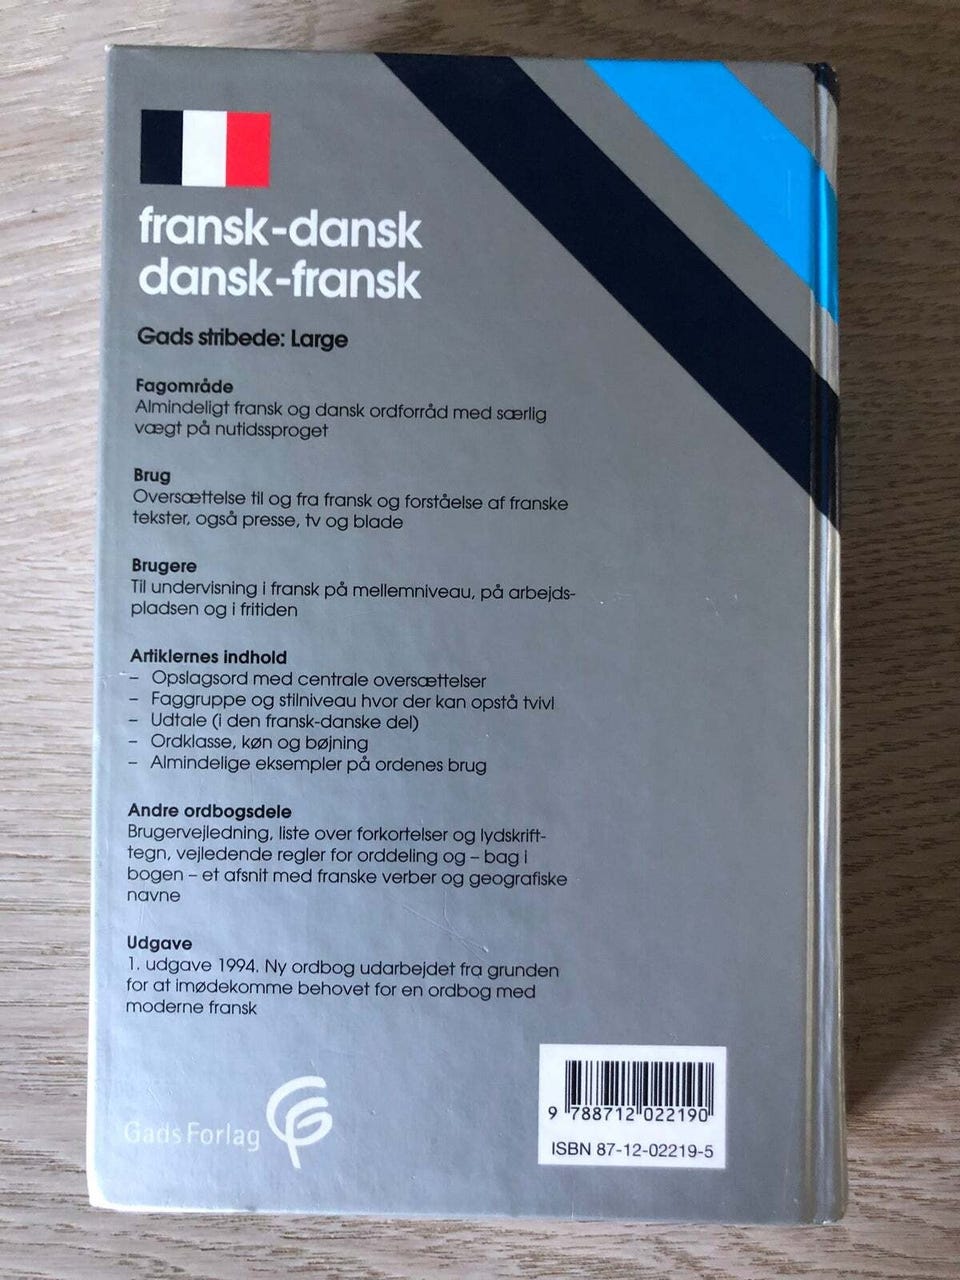 fransk-dansk
dansk-fransk
Gads stribede: Large
Fagområde
Almindeligt fransk og dansk ordforråd med særlig
vægt på nutidssproget
Brug
Oversættelse til og fra fransk og forståelse af franske
tekster, også presse, tv og blade
Brugere
Til undervisning i fransk på mellemniveau, på arbejds-
pladsen og i fritiden
Artiklernes indhold
– Opslagsord med centrale oversættelser
– Faggruppe og stilniveau hvor der kan opstå tvivl
– Udtale (i den fransk-danske del)
– Ordklasse, køn og bøjning
– Almindelige eksempler på ordenes brug
Andre ordbogsdele
Brugervejledning, liste over forkortelser og lydskrift-
tegn, vejledende regler for orddeling og – bag i
bogen – et afsnit med franske verber og geografiske
navne
Udgave
1. udgave 1994. Ny ordbog udarbejdet fra grunden
for at imødekomme behovet for en ordbog med
moderne fransk
Gads Forlag
9 788712 022190
ISBN 87-12-02219-5